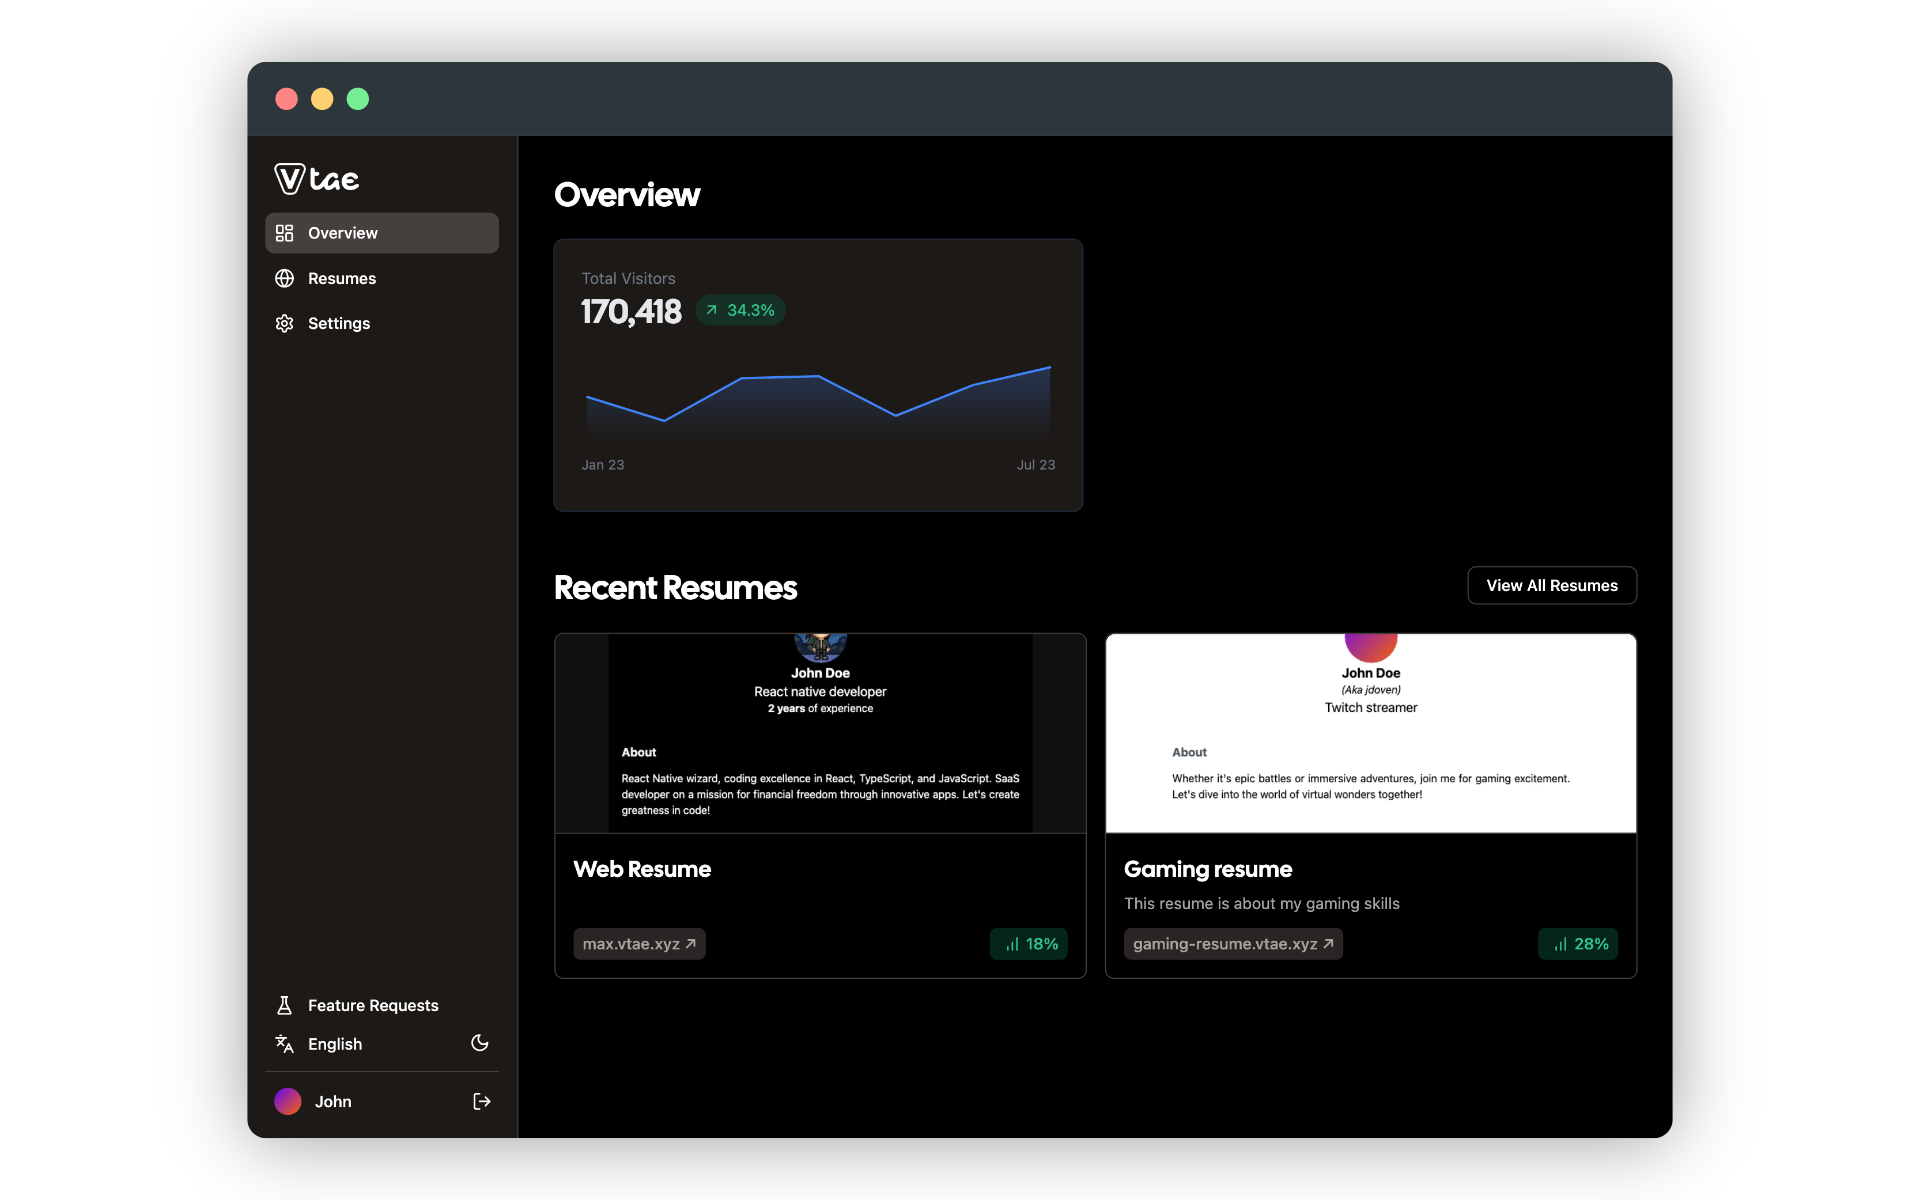 Vtae
Overview
Resumes
Settings
Feature Requests
English
John
Overview
Total Visitors
170,418
34.3%
Jan 23
Jul 23
Recent Resumes
View All Resumes
John Doe
React native developer
2 years of experience
About
React Native wizard, coding excellence in React, TypeScript, and JavaScript. SaaS
developer on a mission for financial freedom through innovative apps. Let's create
greatness in code!
Web Resume
max.vtae.xyz
18%
John Doe
(Aka jdoven)
Twitch streamer
About
Whether it's epic battles or immersive adventures, join me for gaming excitement.
Let's dive into the world of virtual wonders together!
Gaming resume
This resume is about my gaming skills
gaming-resume.vtae.xyz
28%